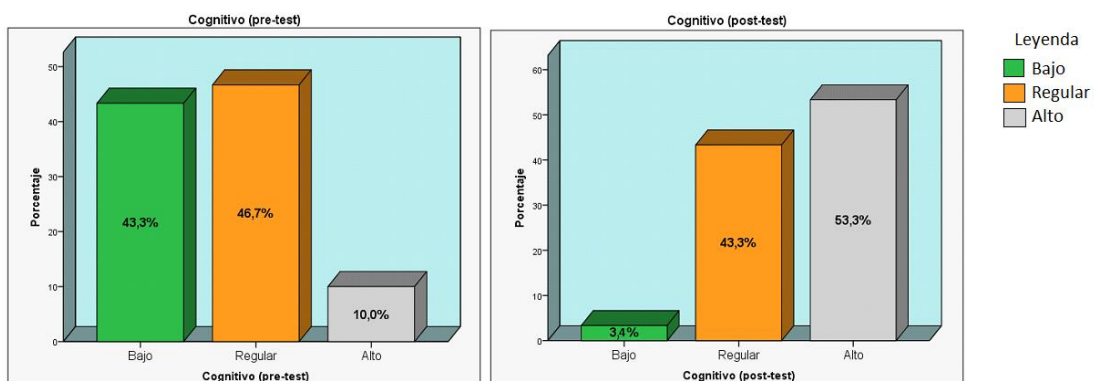 Cognitivo (pre-test)
Porcentaje
50
40
30
20
10
0
43,3%
46,7%
10,0%
Bajo
Regular
Alto
Cognitivo (pre-test)
Cognitivo (post-test)
Porcentaje
60
50
40
30
20
10
0
3,4%
43,3%
53,3%
Bajo
Regular
Alto
Cognitivo (post-test)
Leyenda
Bajo
Regular
Alto